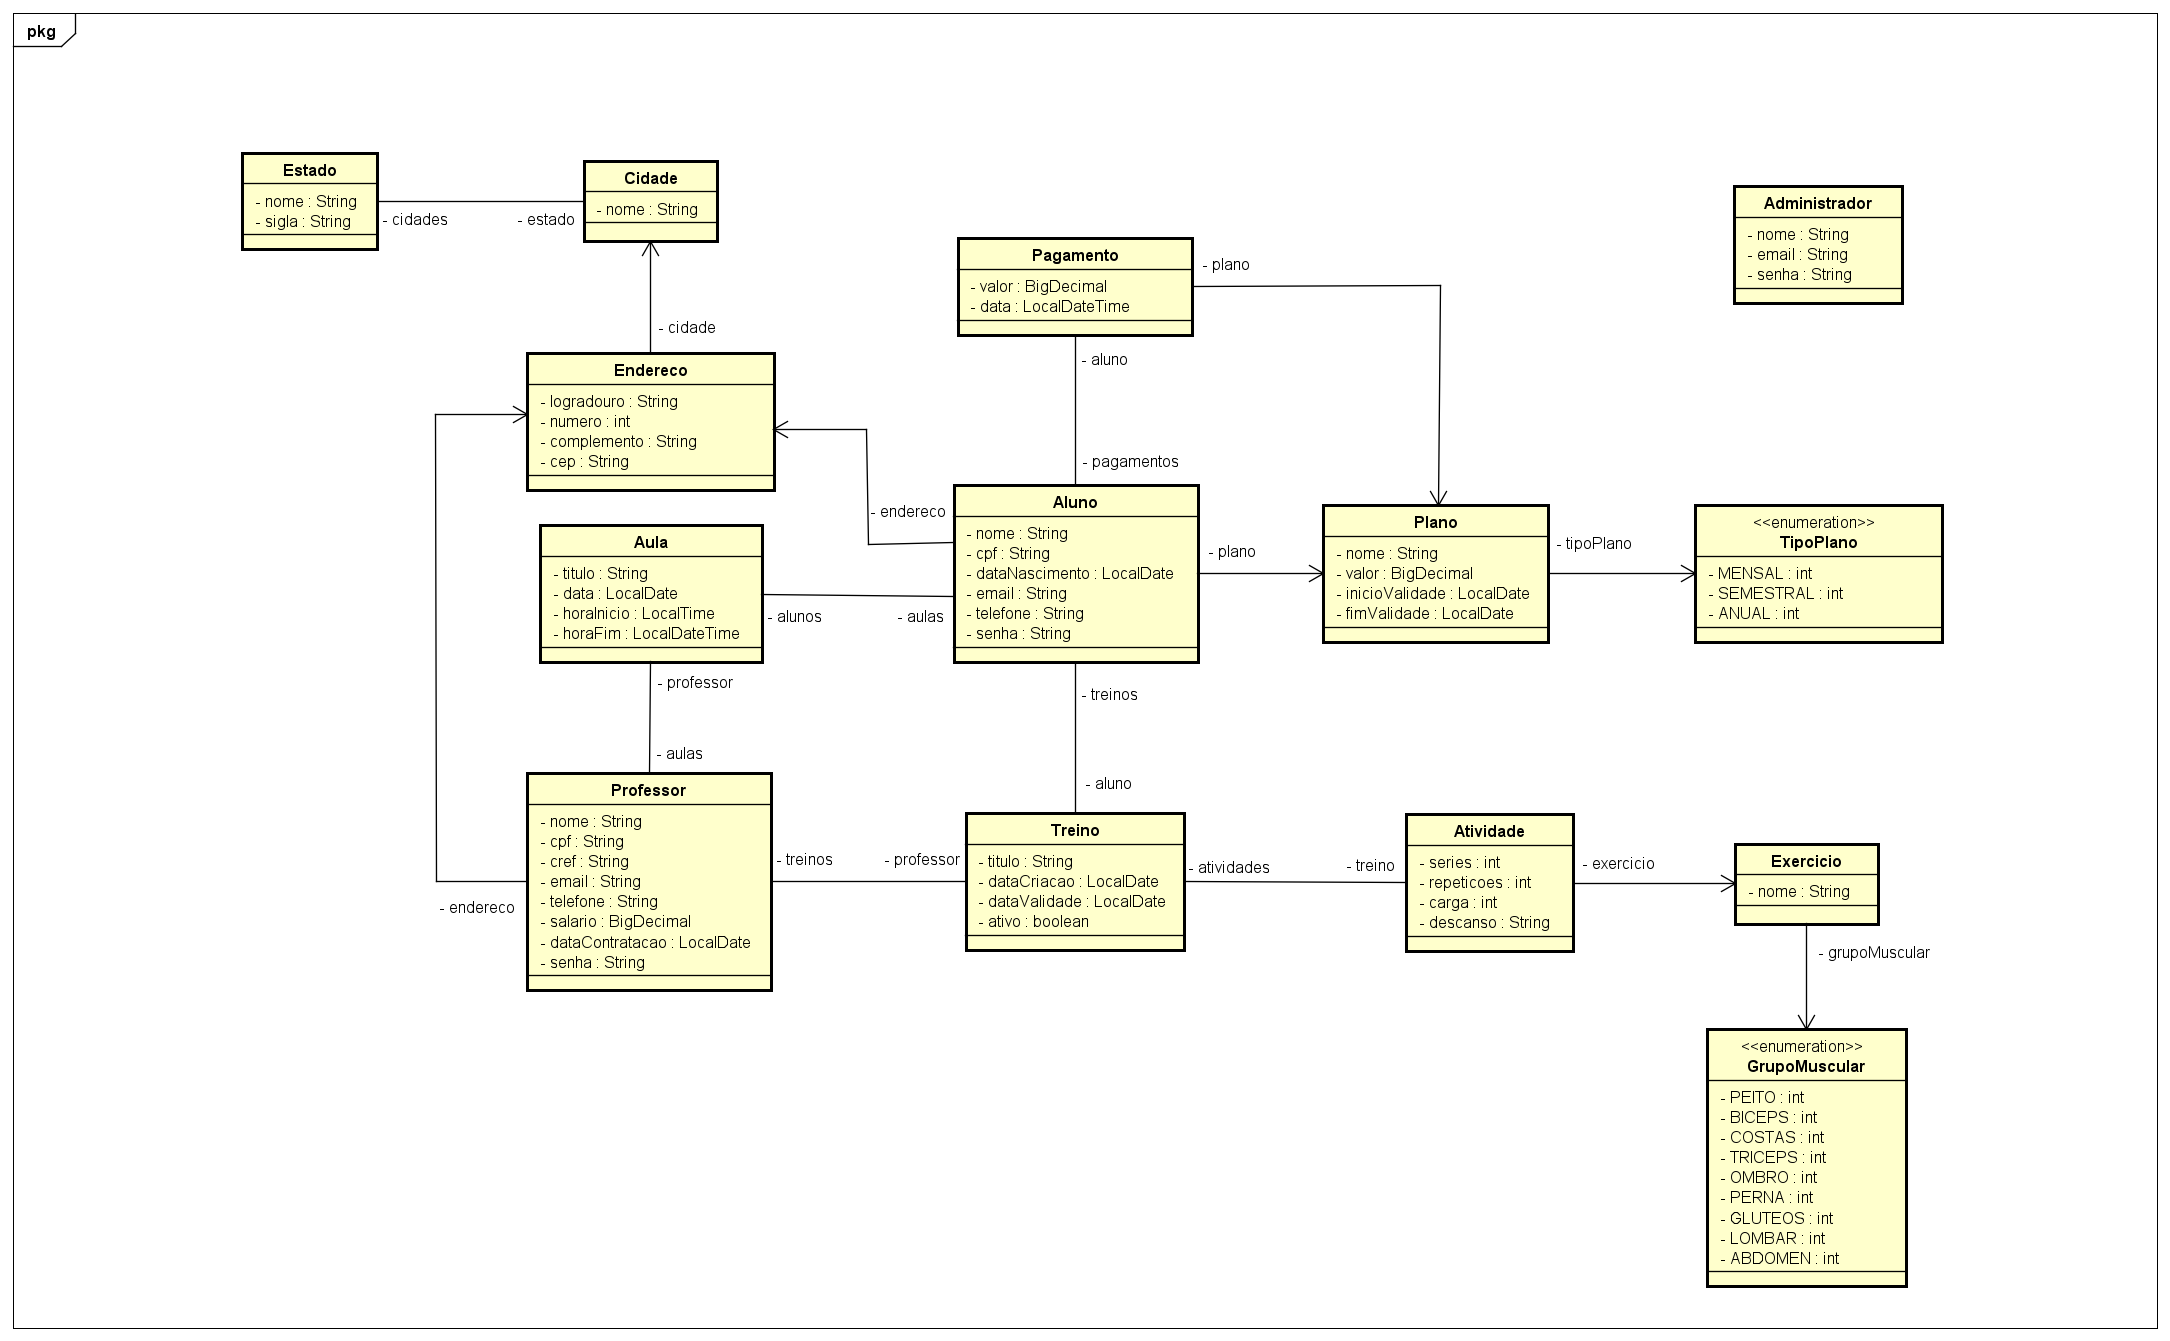 pkg
Estado
- nome : String
- sigla : String
- cidades
- estado
Cidade
- nome : String
Administrador
- nome : String
- email : String
- senha : String
Pagamento
- valor : BigDecimal
- data : LocalDateTime
- plano
- cidade
- aluno
- pagamentos
Endereco
- logradouro : String
- numero : int
- complemento : String
- cep : String
- endereco
Aluno
- nome : String
- cpf : String
- dataNascimento : LocalDate
- email : String
- telefone : String
- senha : String
- plano
Plano
- nome : String
- valor : BigDecimal
- inicioValidade : LocalDate
- fimValidade : LocalDate
- tipoPlano
<<enumeration>>
TipoPlano
- MENSAL : int
- SEMESTRAL : int
- ANUAL : int
Aula
- titulo : String
- data : LocalDate
- horaInicio : LocalTime
- horaFim : LocalDateTime
- alunos
- aulas
- professor
- aulas
- treinos
- aluno
Professor
- nome : String
- cpf : String
- cref : String
- email : String
- telefone : String
- salario : BigDecimal
- dataContratacao : LocalDate
- senha : String
- endereco
- treinos
- professor
Treino
- titulo : String
- dataCriacao : LocalDate
- dataValidade : LocalDate
- ativo : boolean
- atividades
- treino
Atividade
- series : int
- repeticoes : int
- carga : int
- descanso : String
- exercicio
Exercicio
- nome : String
- grupoMuscular
<<enumeration>>
GrupoMuscular
- PEITO : int
- BICEPS : int
- COSTAS : int
- TRICEPS : int
- OMBRO : int
- PERNA : int
- GLUTEOS : int
- LOMBAR : int
- ABDOMEN : int